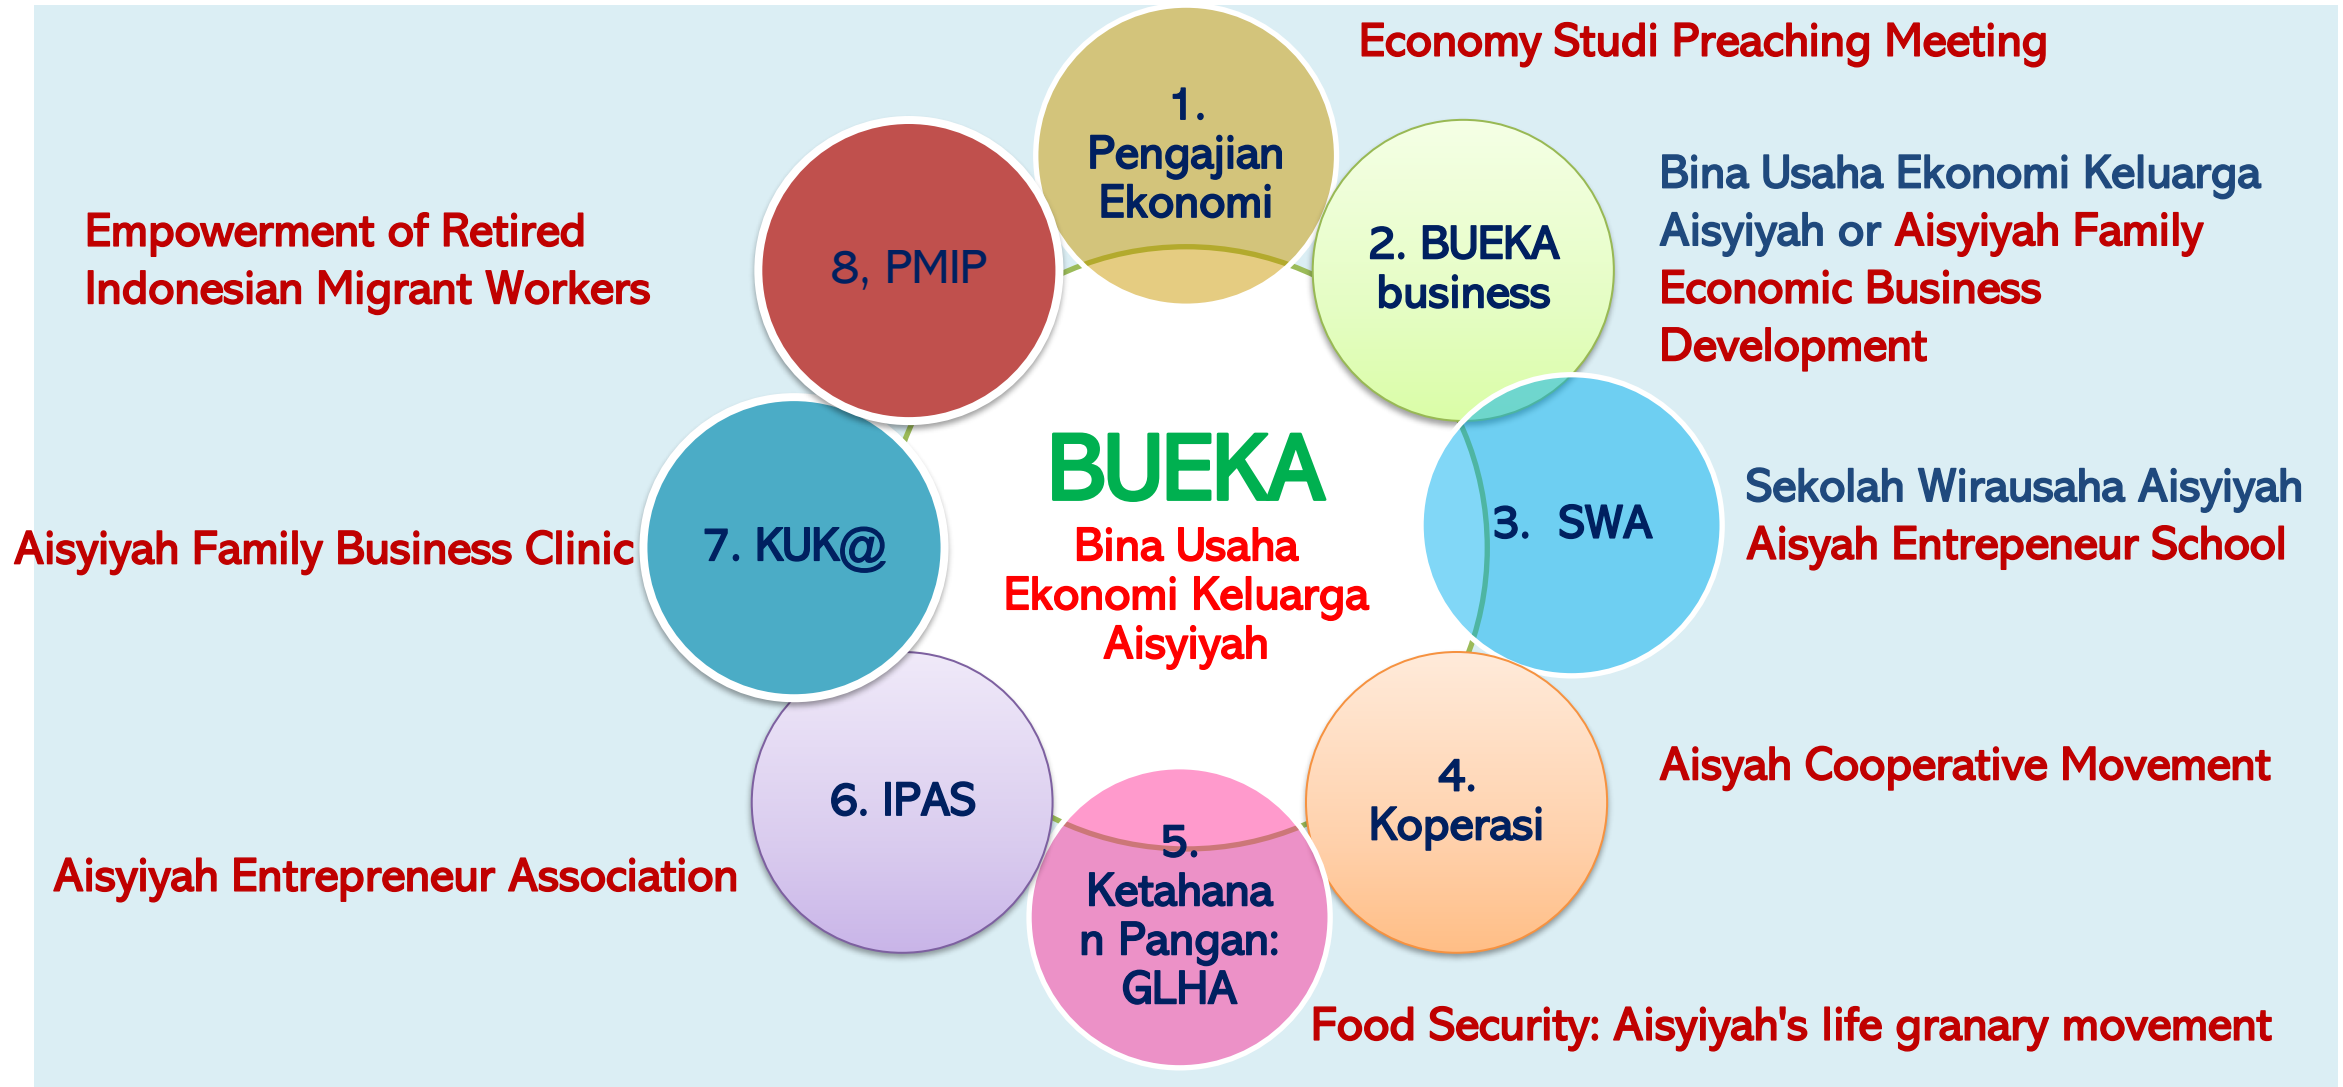 Economy Studi Preaching Meeting
1.
Pengajian
Ekonomi
2. BUEKA
business
Bina Usaha Ekonomi Keluarga
Aisyiyah or Aisyiyah Family
Economic Business
Development
3. SWA
Sekolah Wirausaha Aisyiyah
Aisyah Entrepeneur School
4.
Koperasi
Aisyah Cooperative Movement
5.
Ketahana
n Pangan:
GLHA
Food Security: Aisyiyah's life granary movement
6. IPAS
Aisyiyah Entrepreneur Association
7. KUK@
Aisyiyah Family Business Clinic
8, PMIP
Empowerment of Retired
Indonesian Migrant Workers
BUEKA
Bina Usaha
Ekonomi Keluarga
Aisyiyah